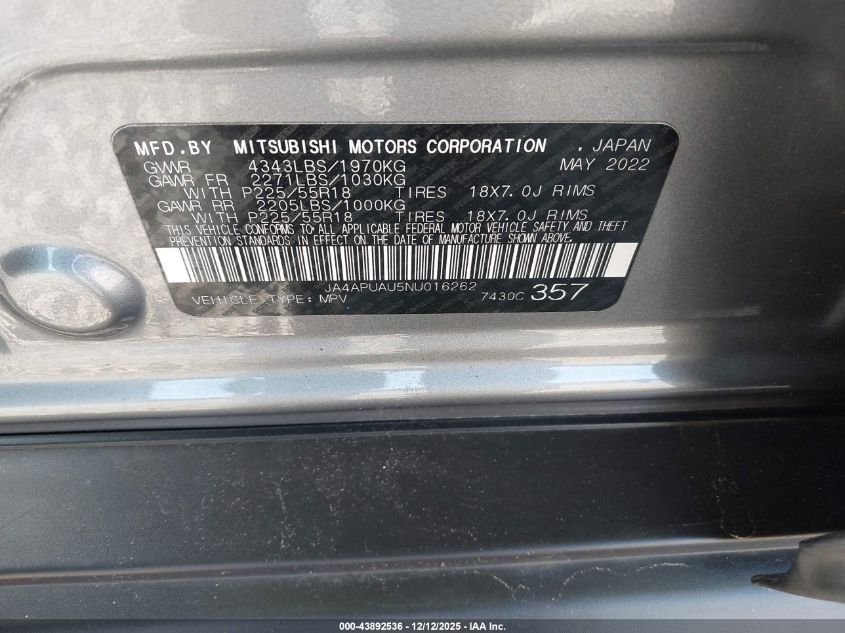 MFD.BY MITSUBISHI MOTORS CORPORATION . JAPAN
GVWR 4343LBS/1970KG MAY 2022
GAWR FR 2271LBS/1030KG
WITH P225/55R18 TIRES 18X7.0J RIMS
GAWR RR 2205LBS/1000KG
WITH P225/55R18 TIRES 18X7.0J RIMS
THIS VEHICLE CONFORMS TO ALL APPLICABLE FEDERAL MOTOR VEHICLE SAFETY AND THEFT
PREVENTION STANDARDS IN EFFECT ON THE DATE OF MANUFACTURE SHOWN ABOVE.
JA4APUAU5NU016262
VEHICLE TYPE: MPV 7430C 357
000-43892536 - 12/12/2025 - IAA Inc.